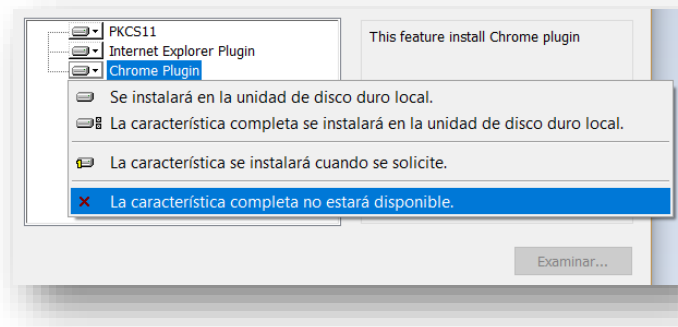 PKCS11
Internet Explorer Plugin
Chrome Plugin
This feature install Chrome plugin
Se instalará en la unidad de disco duro local.
La característica completa se instalará en la unidad de disco duro local.
La característica se instalará cuando se solicite.
La característica completa no estará disponible.
Examinar...